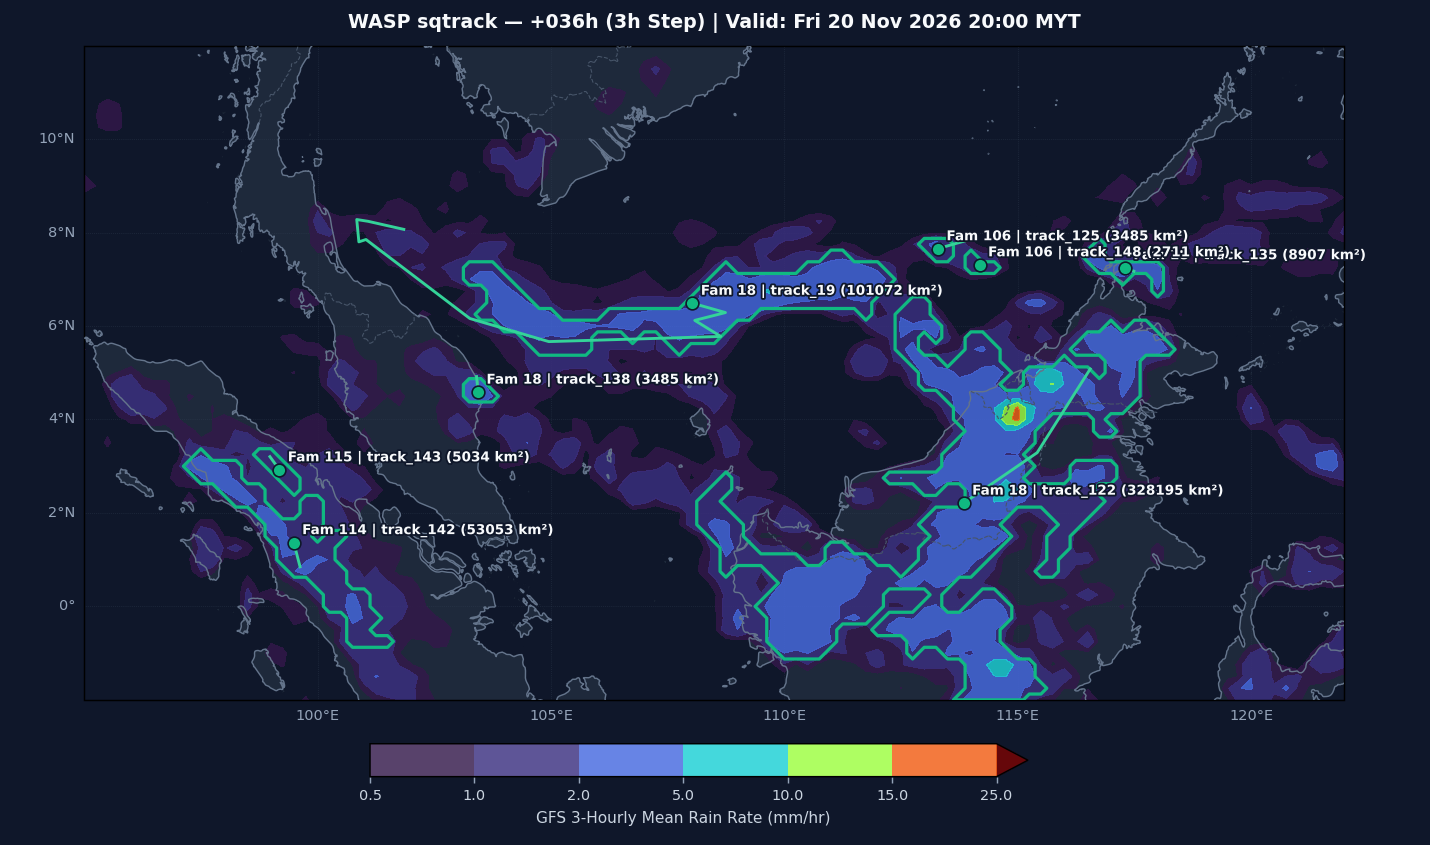 WASP sqtrack — +036h (3h Step) | Valid: Fri 20 Nov 2026 20:00 MYT
10°N
8°N
6°N
4°N
2°N
0°
Fam 106 | track_125 (3485 km²)
Fam 106 | track_148 (2711 km²)
track_135 (8907 km²)
Fam 18 | track_19 (101072 km²)
Fam 18 | track_138 (3485 km²)
Fam 115 | track_143 (5034 km²)
Fam 18 | track_122 (328195 km²)
Fam 114 | track_142 (53053 km²)
100°E
105°E
110°E
115°E
120°E
0.5
1.0
2.0
5.0
10.0
15.0
25.0
GFS 3-Hourly Mean Rain Rate (mm/hr)